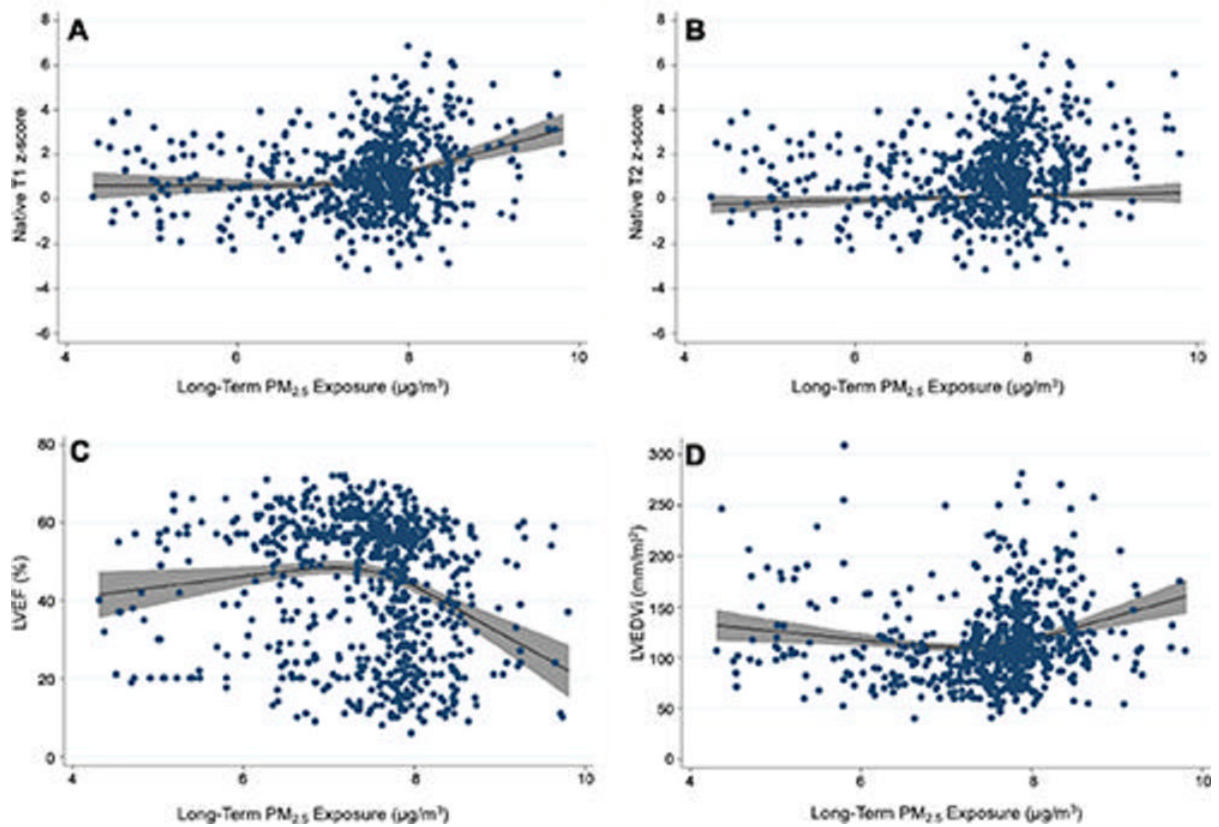 A
8
6
4
2
0
-2
-4
-6
Native T1 z-score
4 6 8 10
Long-Term PM2.5 Exposure (μg/m³)
B
8
6
4
2
0
-2
-4
-6
Native T2 z-score
4 6 8 10
Long-Term PM2.5 Exposure (μg/m³)
C
80
60
40
20
0
LVEF (%)
4 6 8 10
Long-Term PM2.5 Exposure (μg/m³)
D
300
250
200
150
100
50
0
LVEDVi (mm/ml²)
4 6 8 10
Long-Term PM2.5 Exposure (μg/m³)